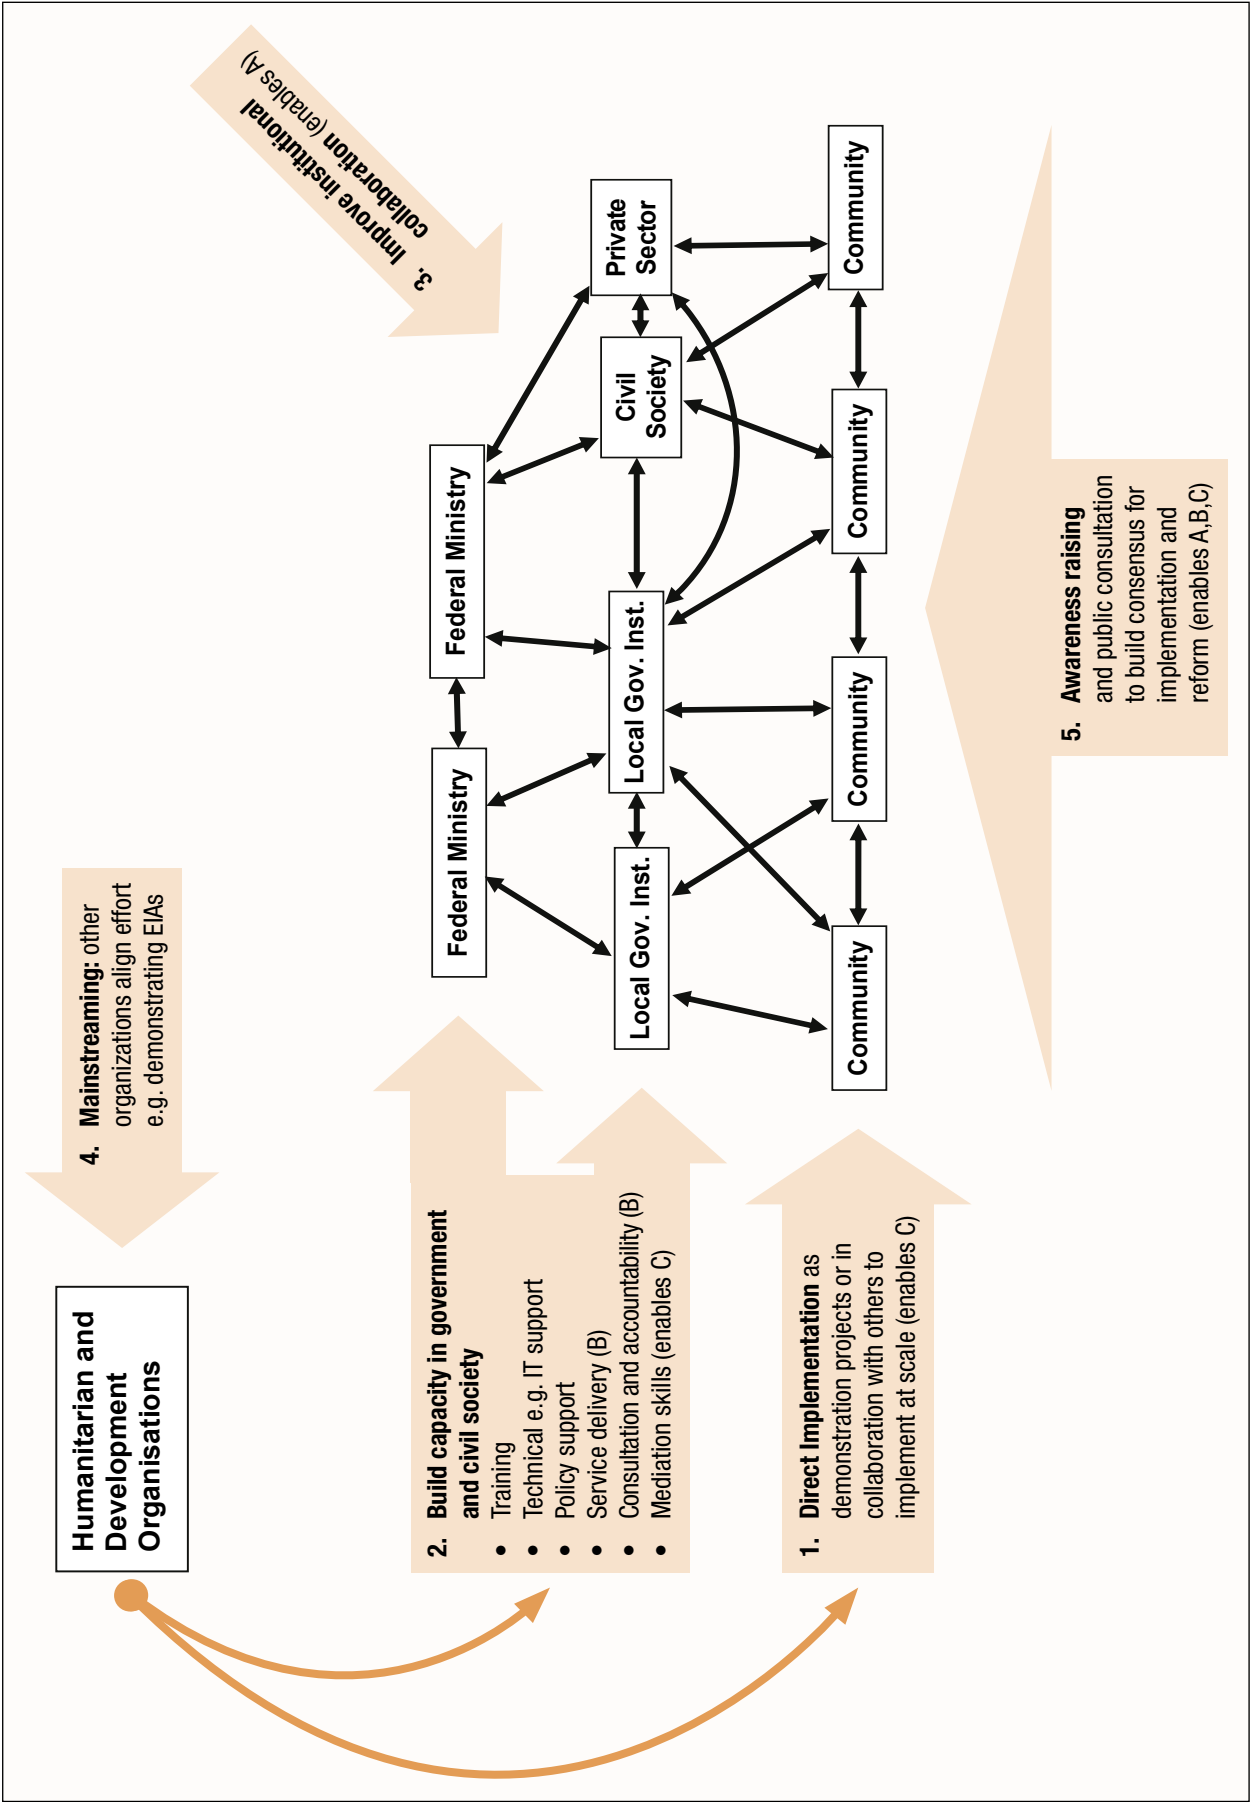 Humanitarian and
Development
Organisations
4. Mainstreaming: other
organizations align effort
e.g. demonstrating EIAs
3. Improve institutional
collaboration (enables A)
2. Build capacity in government
and civil society
• Training
• Technical e.g. IT support
• Policy support
• Service delivery (B)
• Consultation and accountability (B)
• Mediation skills (enables C)
Federal Ministry
Federal Ministry
Local Gov. Inst.
Local Gov. Inst.
Civil
Society
Private
Sector
1. Direct Implementation as
demonstration projects or in
collaboration with others to
implement at scale (enables C)
Community
Community
Community
Community
5. Awareness raising
and public consultation
to build consensus for
implementation and
reform (enables A,B,C)